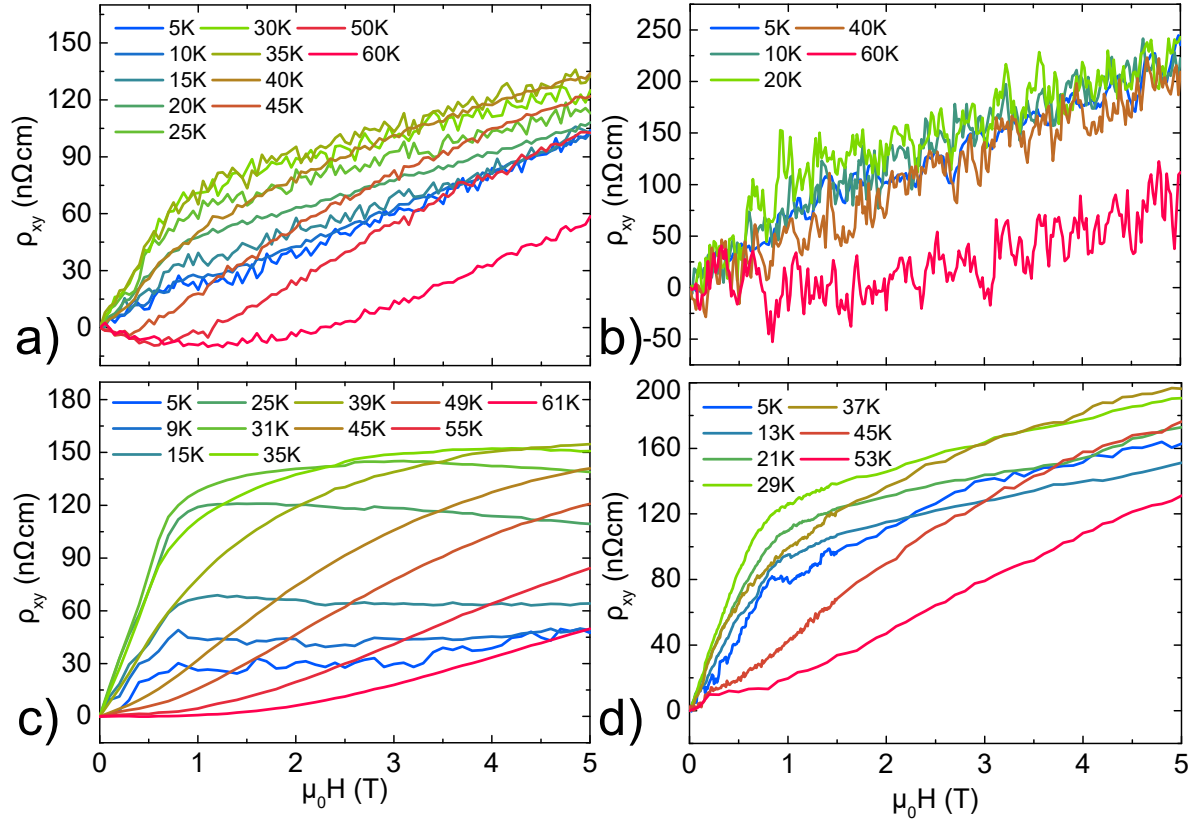 5K 30K 50K
10K 35K 60K
15K 40K
20K 45K
25K
150
120
90
60
30
0
ρxy (nΩcm)
a)
5K 40K
10K 60K
20K
250
200
150
100
50
0
-50
ρxy (nΩcm)
b)
5K 25K 39K 49K 61K
9K 31K 45K 55K
15K 35K
180
150
120
90
60
30
0
ρxy (nΩcm)
c)
0 1 2 3 4 5
μ0H (T)
5K 37K
13K 45K
21K 53K
29K
200
160
120
80
40
0
ρxy (nΩcm)
d)
0 1 2 3 4 5
μ0H (T)